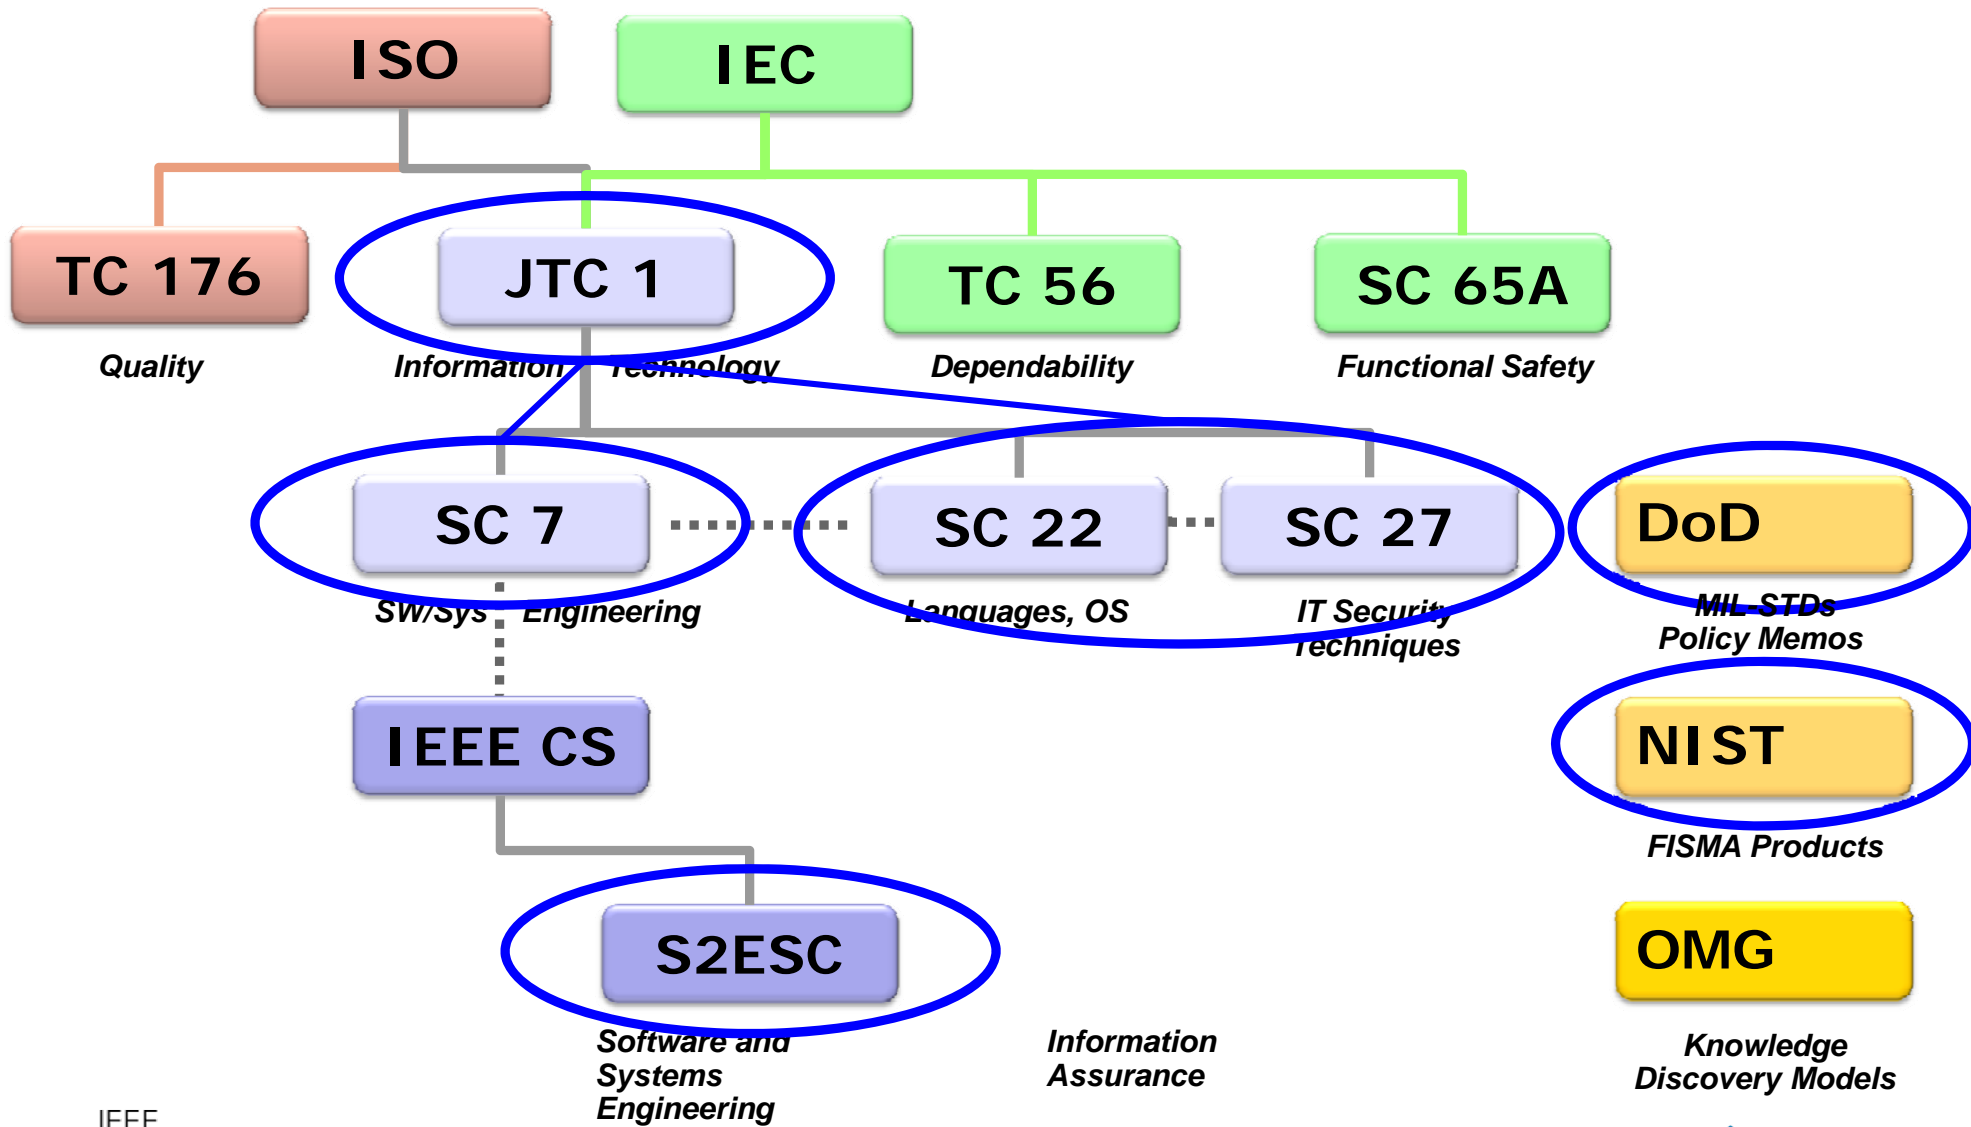 ISO
IEC
TC 176
JTC 1
TC 56
SC 65A
Quality
Information Technology
Dependability
Functional Safety
SC 7
SC 22
SC 27
DoD
SW/Sys Engineering
Languages, OS
IT Security
Techniques
MIL-STDs
Policy Memos
IEEE CS
NIST
FISMA Products
S2ESC
OMG
Software and
Systems
Engineering
Information
Assurance
Knowledge
Discovery Models
IEEE